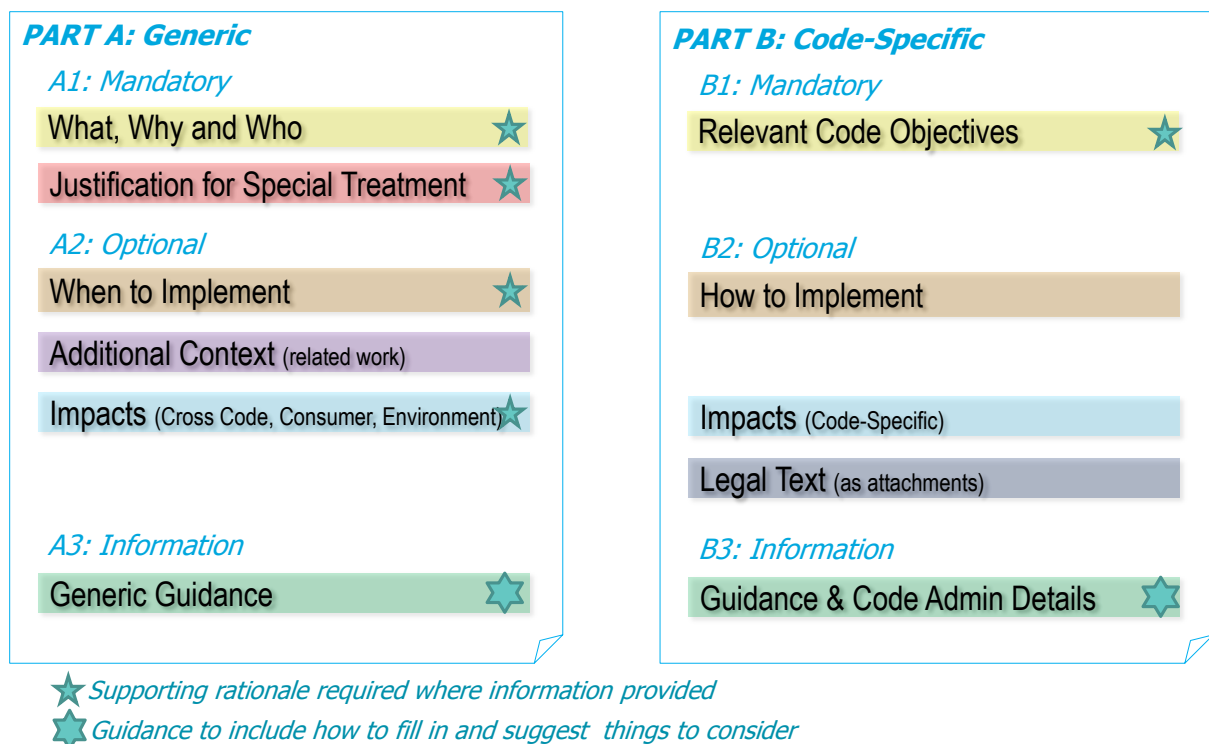 PART A: Generic
A1: Mandatory
What, Why and Who
Justification for Special Treatment
A2: Optional
When to Implement
Additional Context (related work)
Impacts (Cross Code, Consumer, Environment)
A3: Information
Generic Guidance
PART B: Code-Specific
B1: Mandatory
Relevant Code Objectives
B2: Optional
How to Implement
Impacts (Code-Specific)
Legal Text (as attachments)
B3: Information
Guidance & Code Admin Details
Supporting rationale required where information provided
Guidance to include how to fill in and suggest things to consider